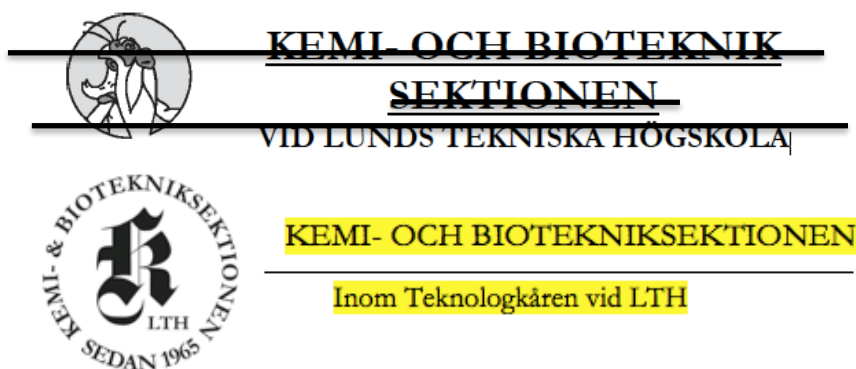 KEMI- OCH BIOTEKNIK
SEKTIONEN
VID LUNDS TEKNISKA HÖGSKOLA
KEMI- & BIOTEKNIKSEKTIONEN
K
LTH
SEDAN 1965
KEMI- OCH BIOTEKNIKSEKTIONEN
Inom Teknologkåren vid LTH